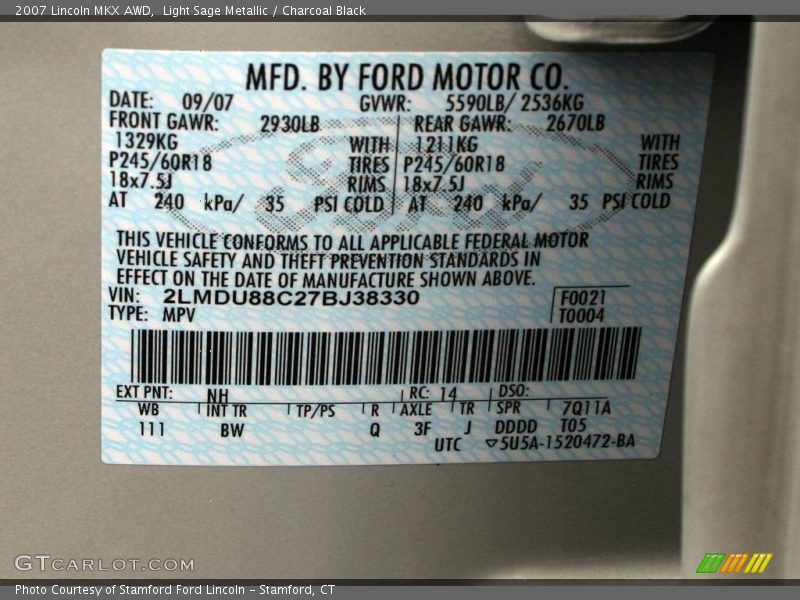 2007 Lincoln MKX AWD, Light Sage Metallic / Charcoal Black
MFD. BY FORD MOTOR CO.
DATE: 09/07 GVWR: 5590LB/ 2536KG
FRONT GAWR: 2930LB REAR GAWR: 2670LB
1329KG WITH 1211KG WITH
P245/60R18 TIRES P245/60R18 TIRES
18x7.5J RIMS 18x7.5J RIMS
AT 240 kPa/ 35 PSI COLD AT 240 kPa/ 35 PSI COLD
THIS VEHICLE CONFORMS TO ALL APPLICABLE FEDERAL MOTOR
VEHICLE SAFETY AND THEFT PREVENTION STANDARDS IN
EFFECT ON THE DATE OF MANUFACTURE SHOWN ABOVE.
VIN: 2LMDU88C27BJ38330 F0021
TYPE: MPV T0004
EXT PNT: NH RC: 14 DSO:
WB INT TR TP/PS R AXLE TR SPR 7Q11A
111 BW Q 3F J DDDD T05
UTC ▽5U5A-1520472-BA
GTCARLOT.COM
Photo Courtesy of Stamford Ford Lincoln - Stamford, CT